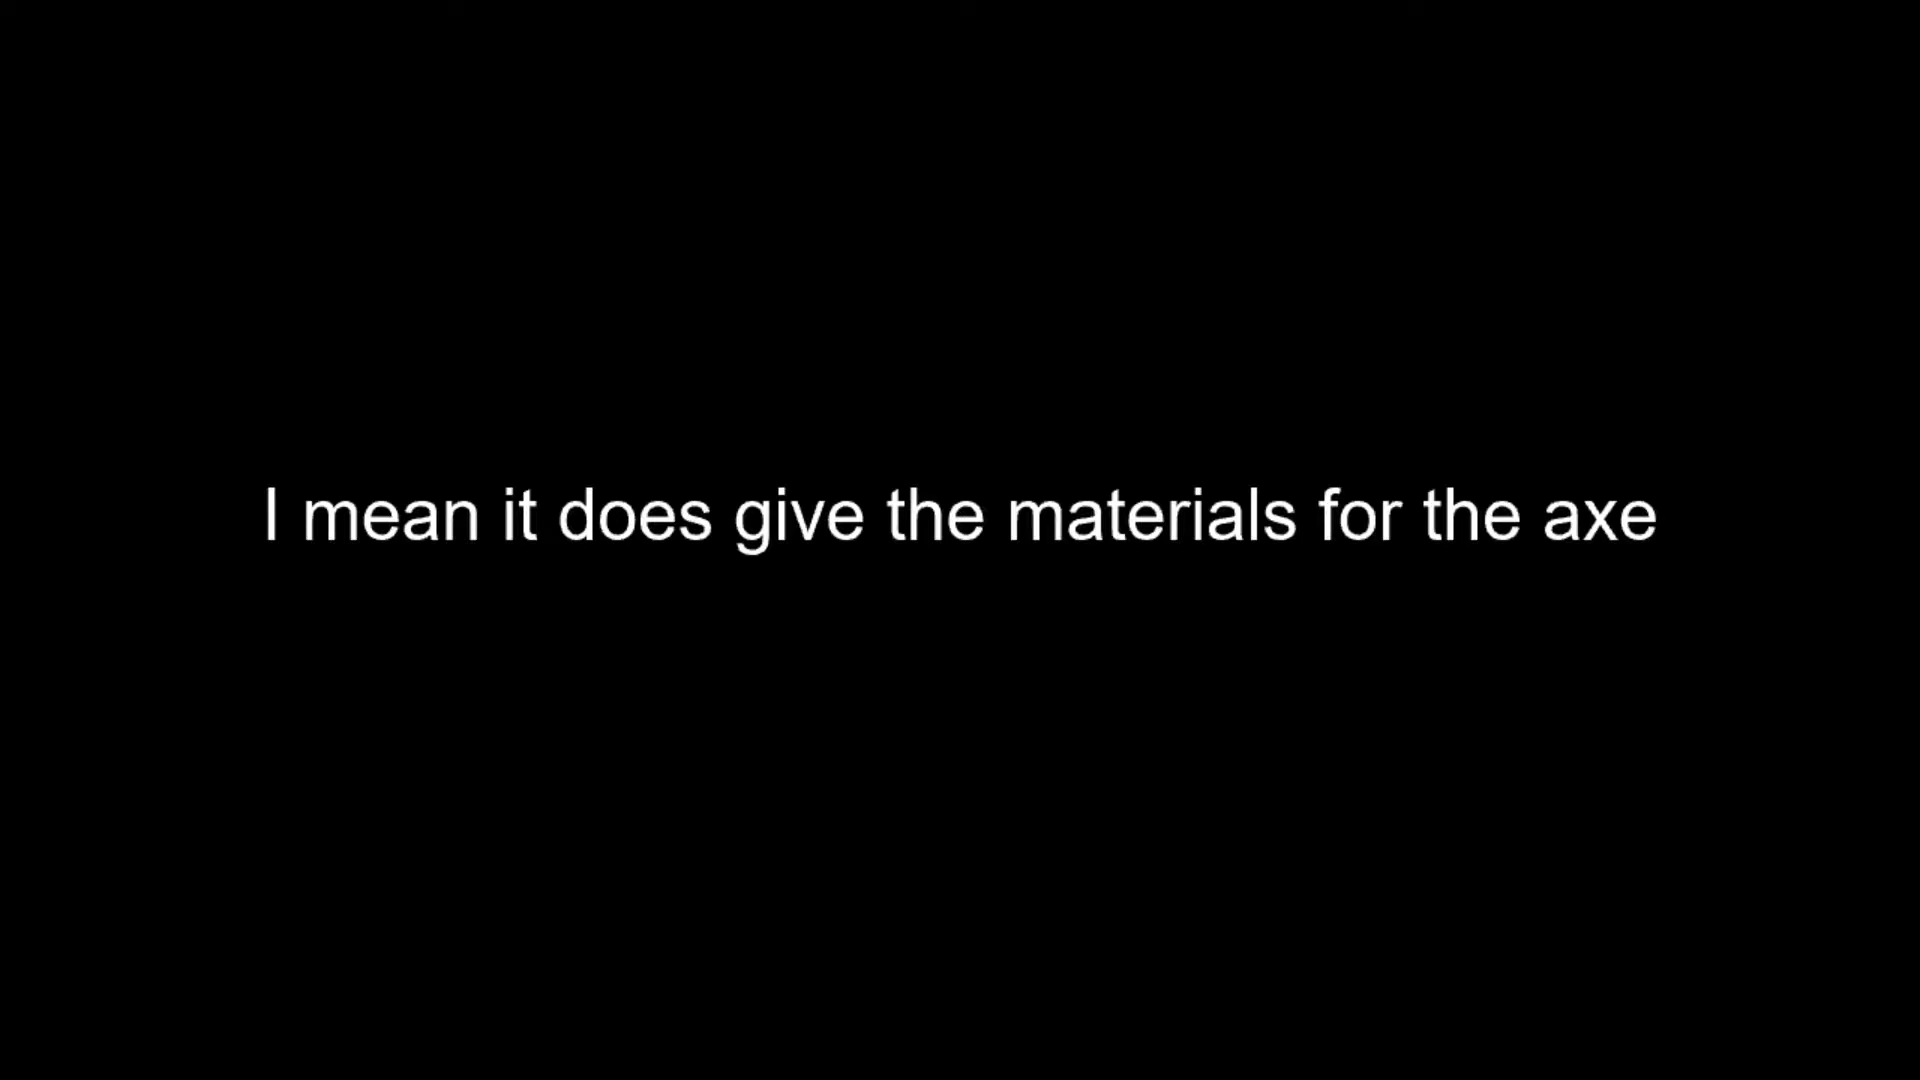 I mean it does give the materials for the axe